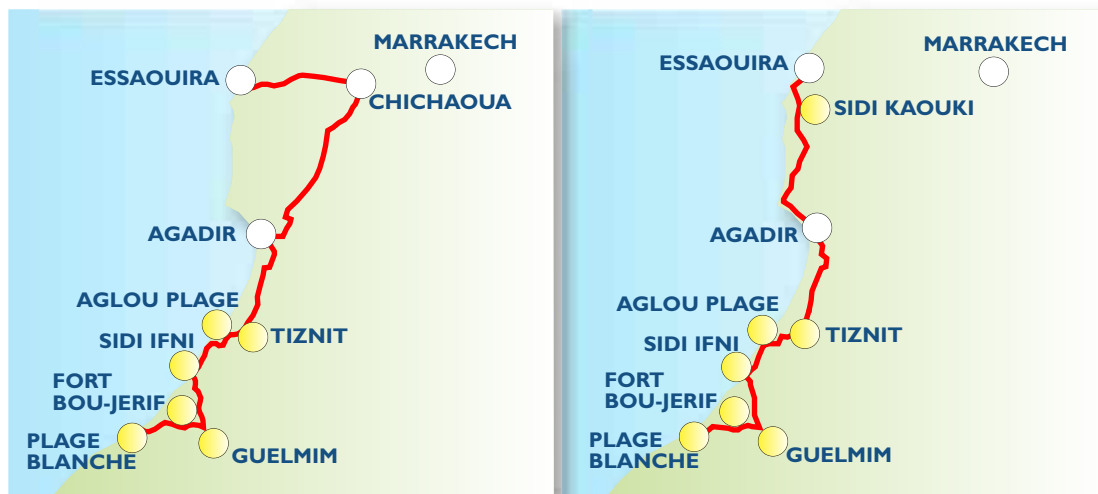 MARRAKECH
ESSAOUIRA
CHICHAOUA
AGADIR
AGLOU PLAGE
TIZNIT
SIDI IFNI
FORT
BOU-JERIF
PLAGE
BLANCHE
GUELMIM
MARRAKECH
ESSAOUIRA
SIDI KAOUKI
AGADIR
AGLOU PLAGE
TIZNIT
SIDI IFNI
FORT
BOU-JERIF
PLAGE
BLANCHE
GUELMIM